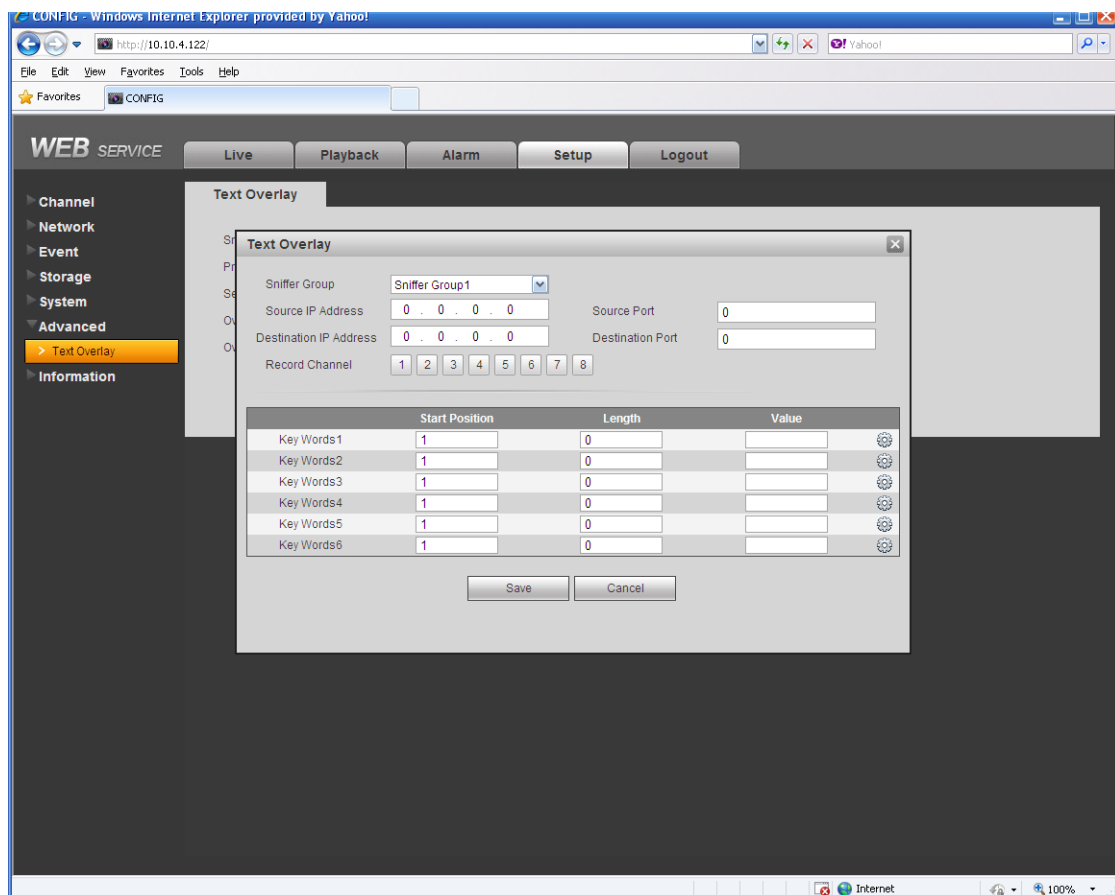 CONFIG - Windows Internet Explorer provided by Yahoo!
http://10.10.4.122/
Yahoo!
File Edit View Favorites Tools Help
Favorites CONFIG
WEB SERVICE
Live Playback Alarm Setup Logout
Channel
Network
Event
Storage
System
Advanced
> Text Overlay
Information
Text Overlay
Sn
Pr
Se
Ov
Ov
Text Overlay
Sniffer Group Sniffer Group1
Source IP Address 0 . 0 . 0 . 0 Source Port 0
Destination IP Address 0 . 0 . 0 . 0 Destination Port 0
Record Channel 1 2 3 4 5 6 7 8
Start Position Length Value
Key Words1 1 0
Key Words2 1 0
Key Words3 1 0
Key Words4 1 0
Key Words5 1 0
Key Words6 1 0
Save Cancel
Internet 100%